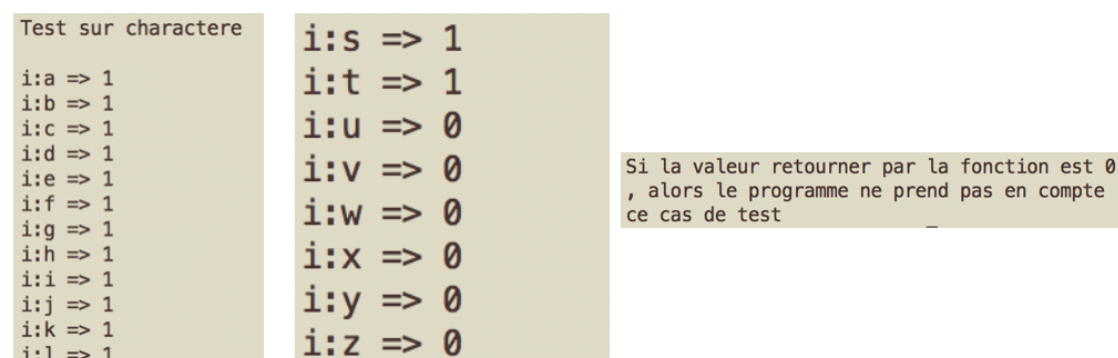 Test sur charactere
i:a => 1
i:b => 1
i:c => 1
i:d => 1
i:e => 1
i:f => 1
i:g => 1
i:h => 1
i:i => 1
i:j => 1
i:k => 1
i:l => 1
i:s => 1
i:t => 1
i:u => 0
i:v => 0
i:w => 0
i:x => 0
i:y => 0
i:z => 0
Si la valeur retourner par la fonction est 0
, alors le programme ne prend pas en compte
ce cas de test